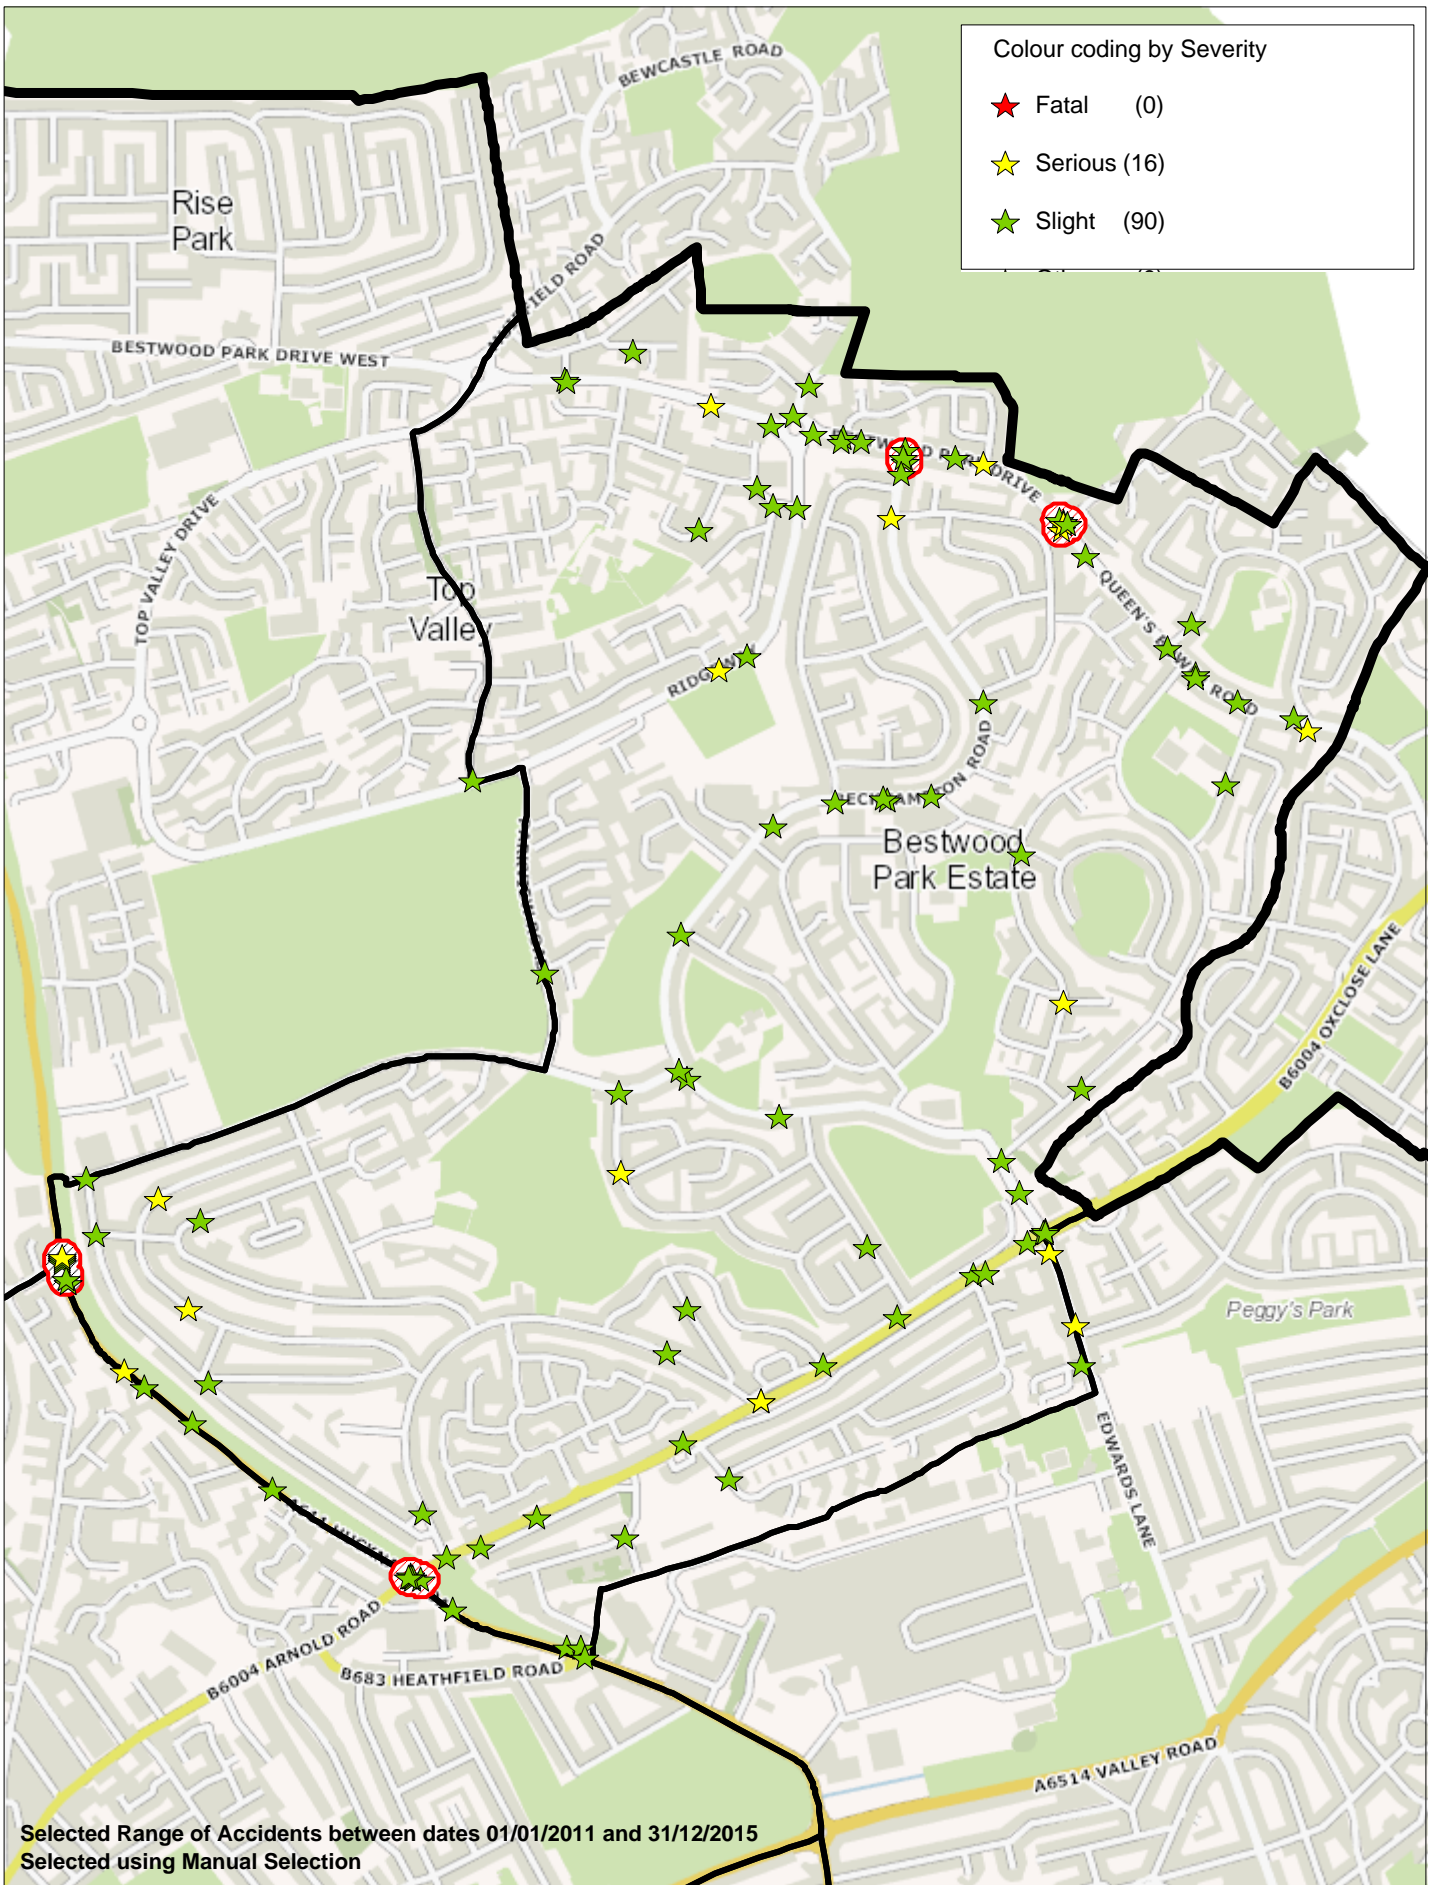 Colour coding by Severity
Fatal (0)
Serious (16)
Slight (90)
BEWCASTLE ROAD
Rise
Park
BESTWOOD PARK DRIVE WEST
TOP VALLEY DRIVE
Top
Valley
DRIVE
QUEEN'S
ROAD
ROAD
Bestwood
Park Estate
B6004 OXCLOSE LANE
Peggy's Park
EDWARDS LANE
B6004 ARNOLD ROAD
B683 HEATHFIELD ROAD
A6514 VALLEY ROAD
Selected Range of Accidents between dates 01/01/2011 and 31/12/2015
Selected using Manual Selection